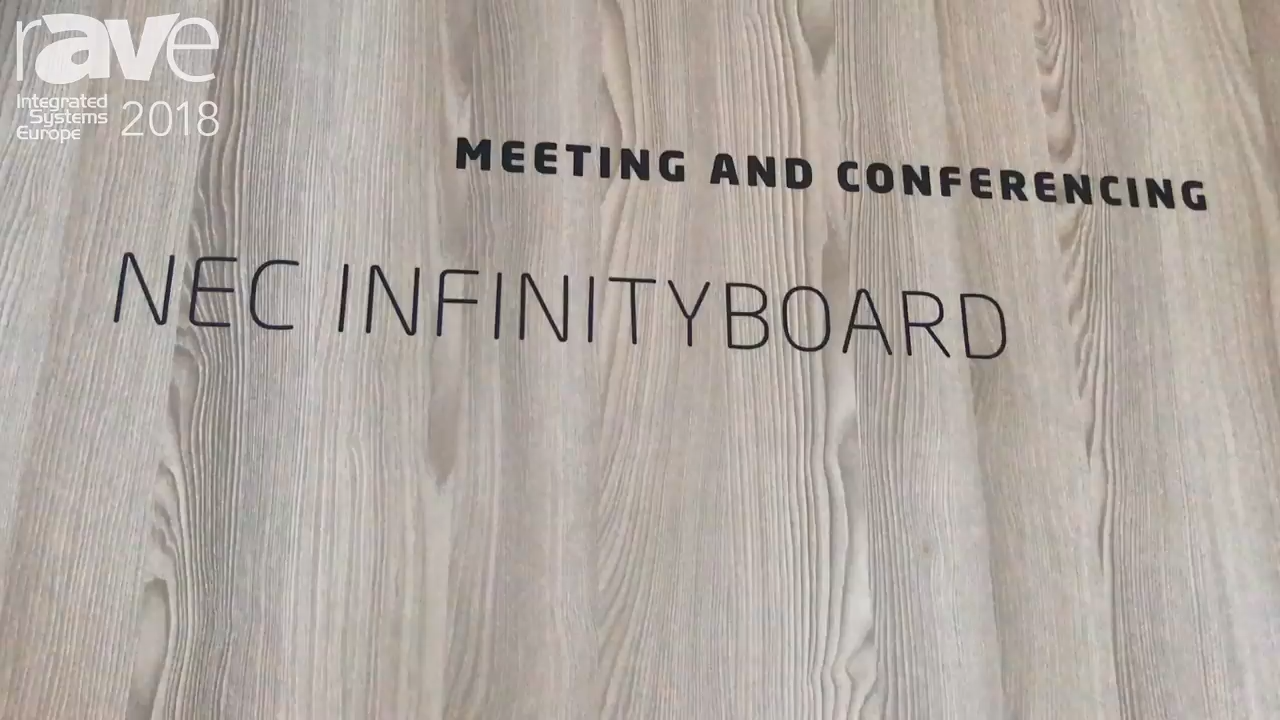 rave
Integrated
Systems
Europe 2018
MEETING AND CONFERENCING
NEC INFINITYBOARD